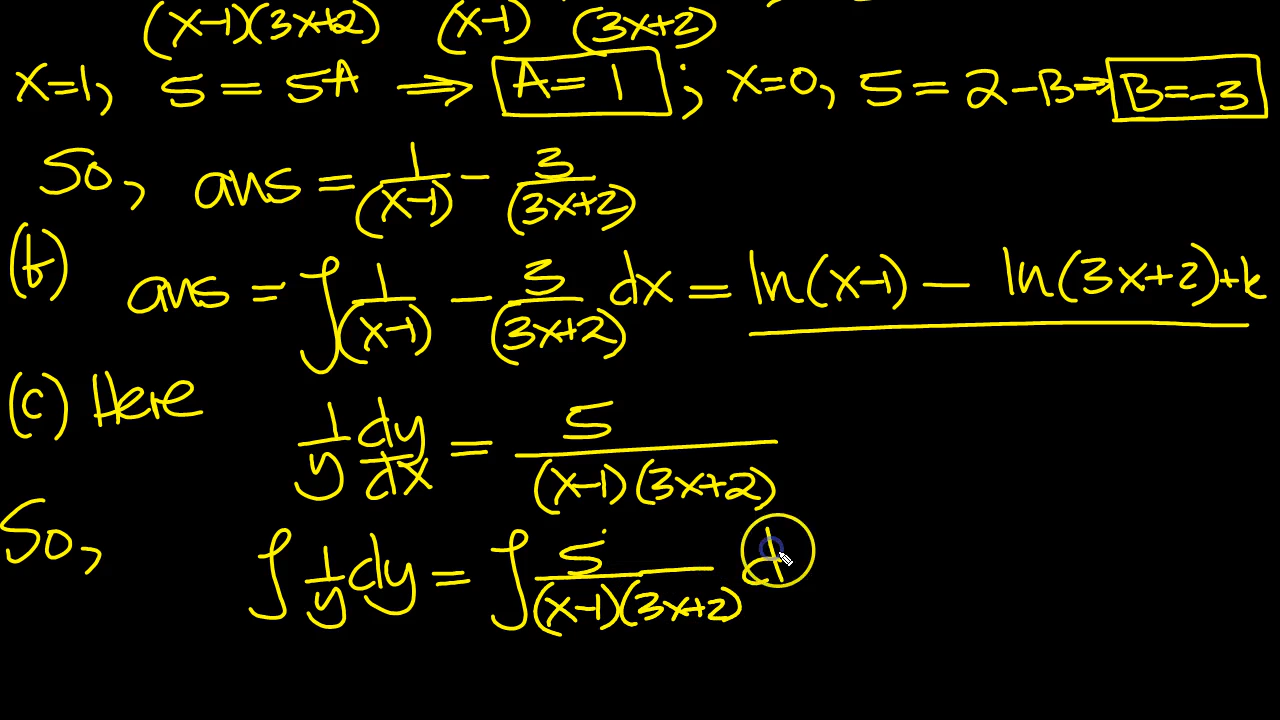 (x-1)(3x+2) (x-1) (3x+2)
x=1, 5 = 5A ⇒ A = 1 ; x=0, 5 = 2-B ⇒ B=-3
So, ans = 1/(x-1) - 3/(3x+2)
(b) ans = ∫ 1/(x-1) - 3/(3x+2) dx = ln(x-1) - ln(3x+2)+k
(c) Here
1/y dy/dx = 5/((x-1)(3x+2))
So,
∫ 1/y dy = ∫ 5/((x-1)(3x+2)) d